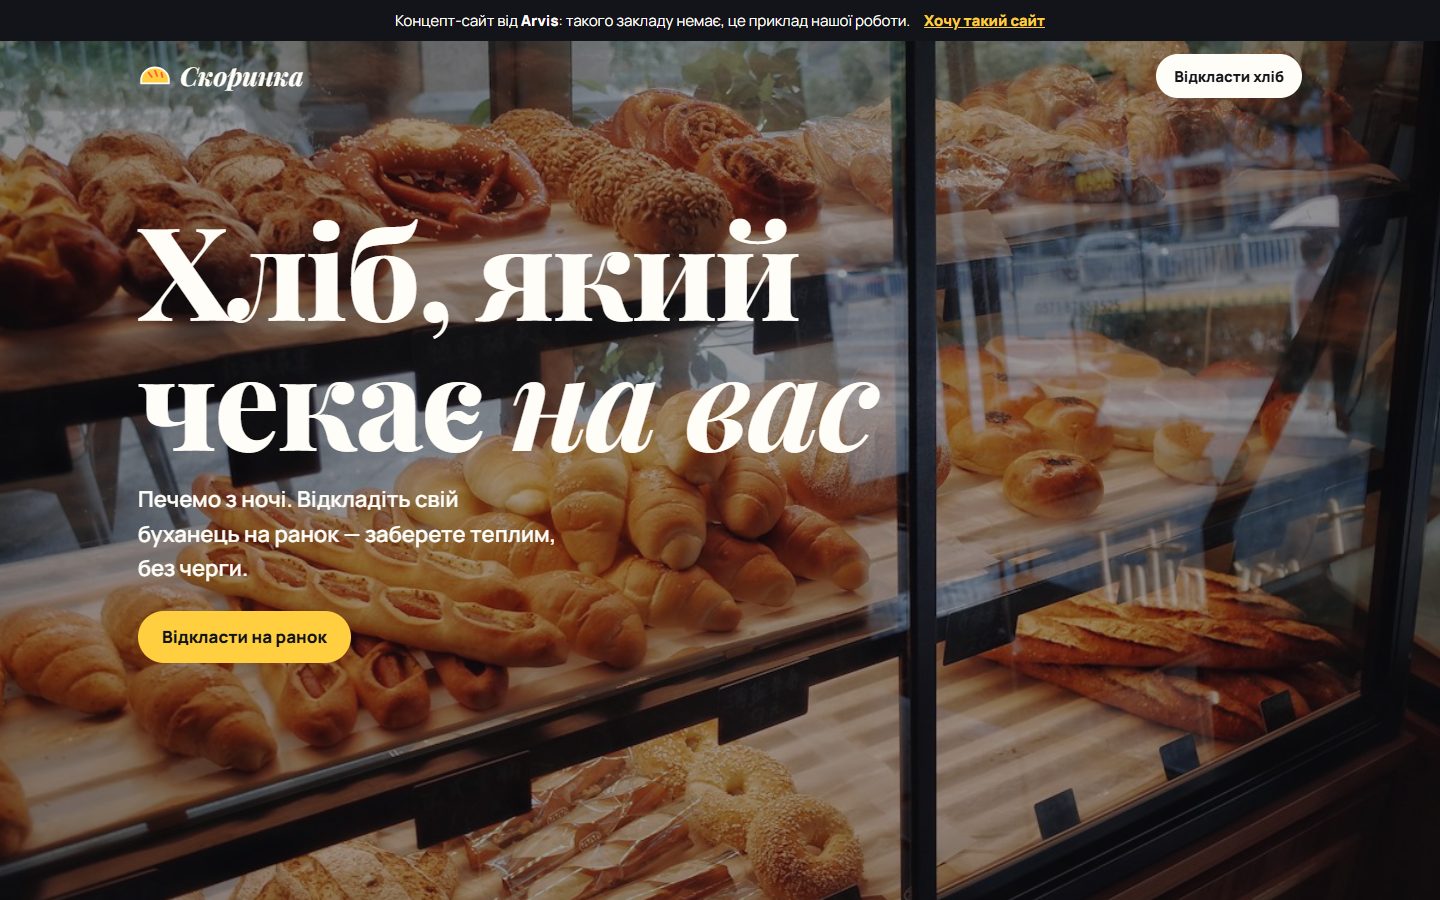 Концепт-сайт від Arvis: такого закладу немає, це приклад нашої роботи. Хочу такий сайт
Скоринка
Відкласти хліб
Хліб, який
чекає на вас
Печемо з ночі. Відкладіть свій
буханець на ранок — заберете теплим,
без черги.
Відкласти на ранок